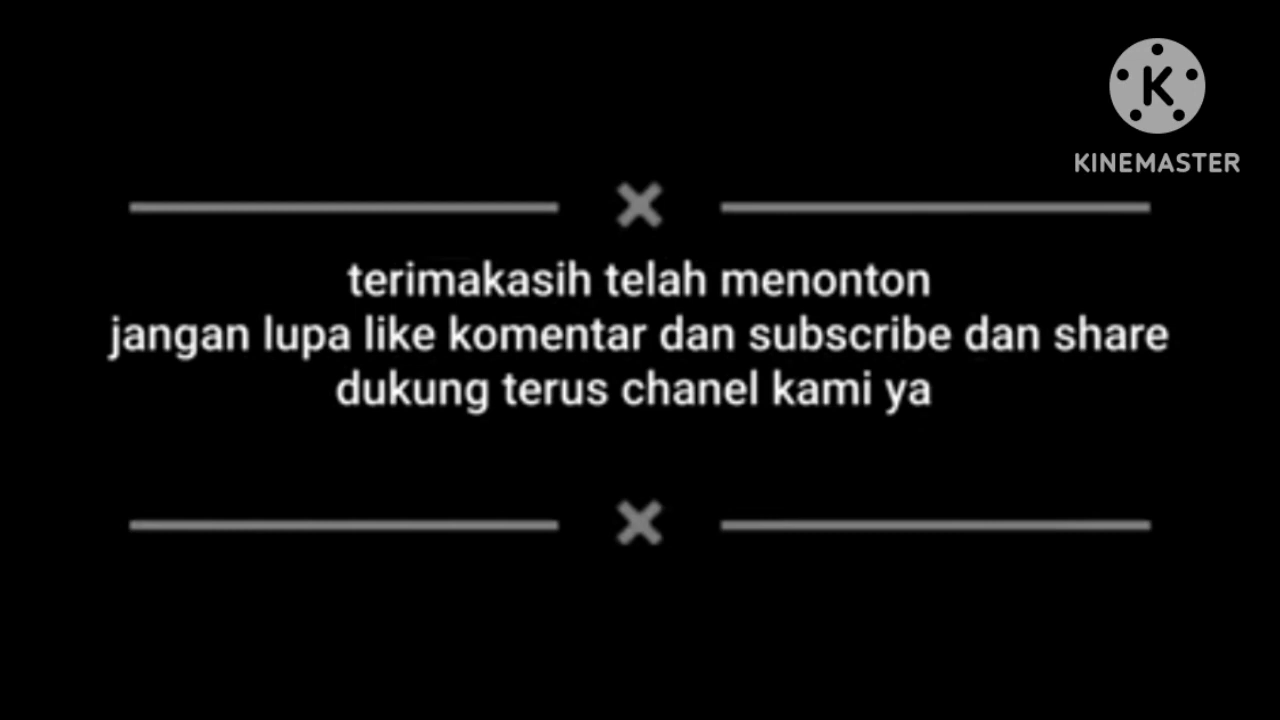 KINEMASTER
terimakasih telah menonton
jangan lupa like komentar dan subscribe dan share
dukung terus chanel kami ya